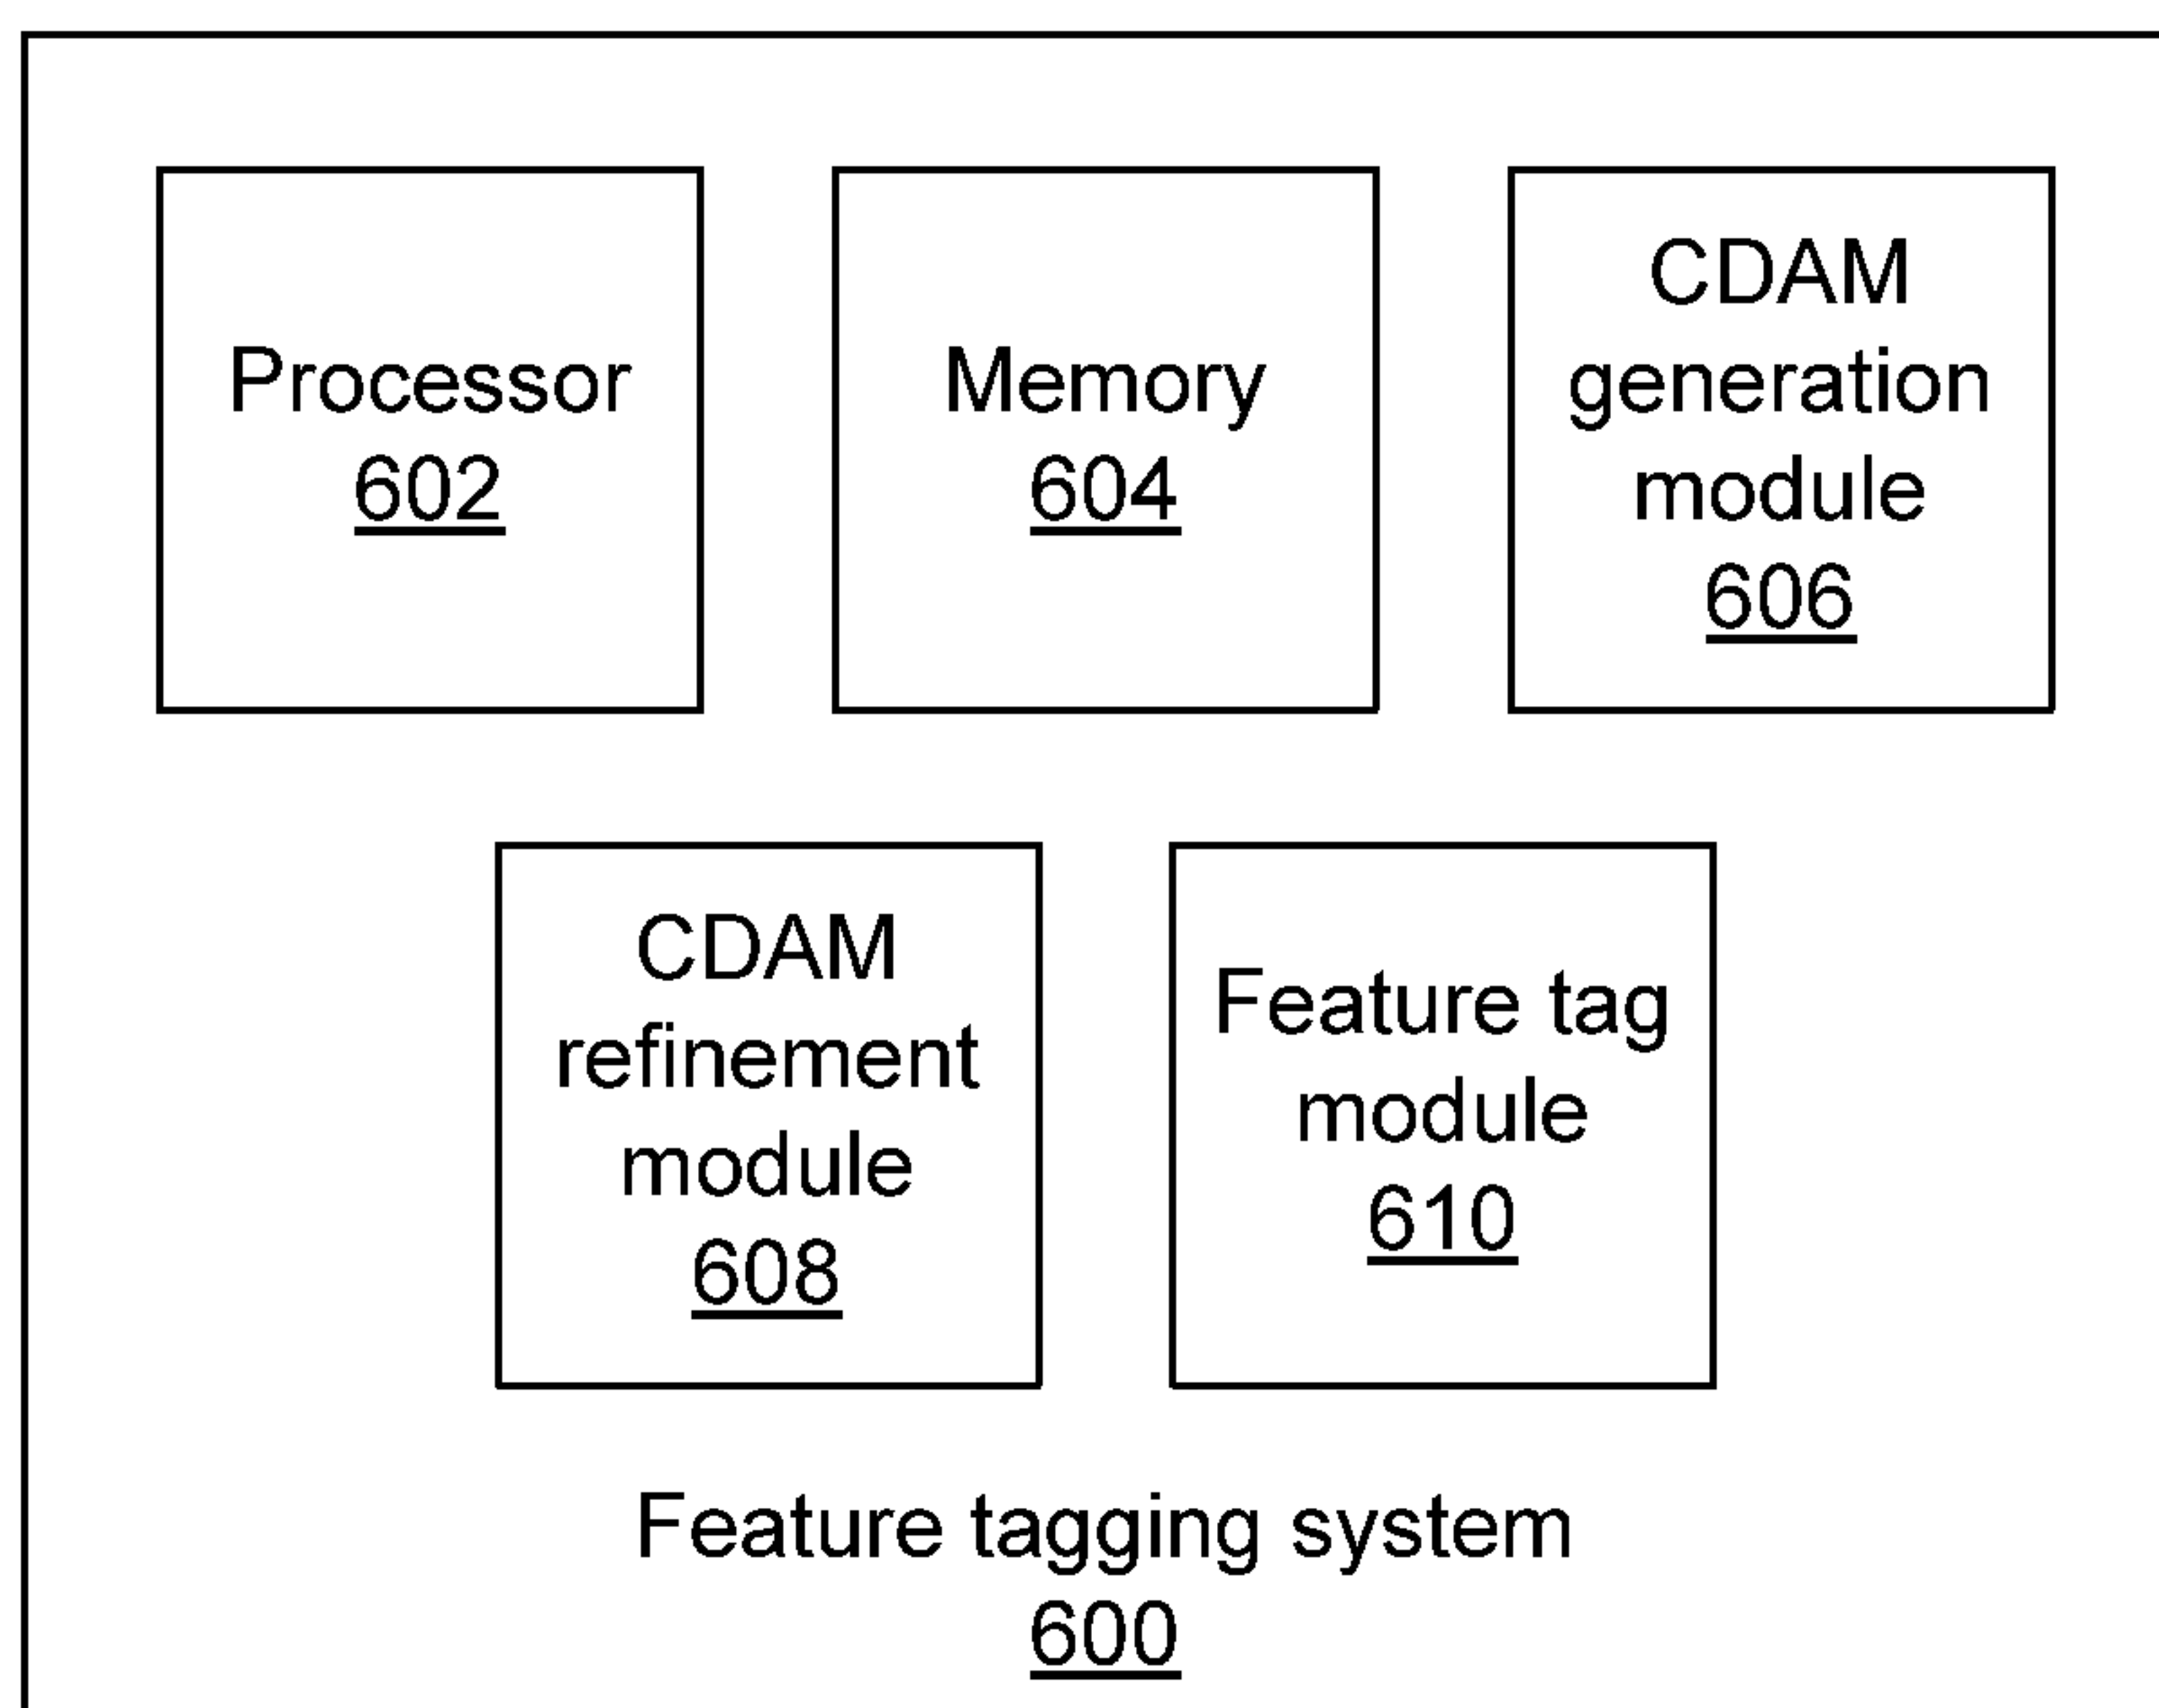 Processor
602
Memory
604
CDAM
generation
module
606
CDAM
refinement
module
608
Feature tag
module
610
Feature tagging system
600